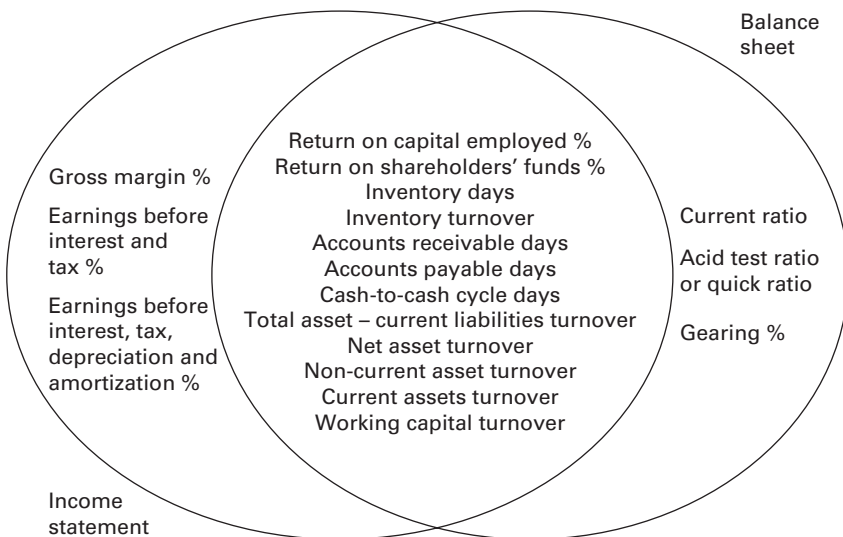 Balance
sheet
Gross margin %
Earnings before
interest and
tax %
Earnings before
interest, tax,
depreciation and
amortization %
Return on capital employed %
Return on shareholders’ funds %
Inventory days
Inventory turnover
Accounts receivable days
Accounts payable days
Cash-to-cash cycle days
Total asset – current liabilities turnover
Net asset turnover
Non-current asset turnover
Current assets turnover
Working capital turnover
Current ratio
Acid test ratio
or quick ratio
Gearing %
Income
statement